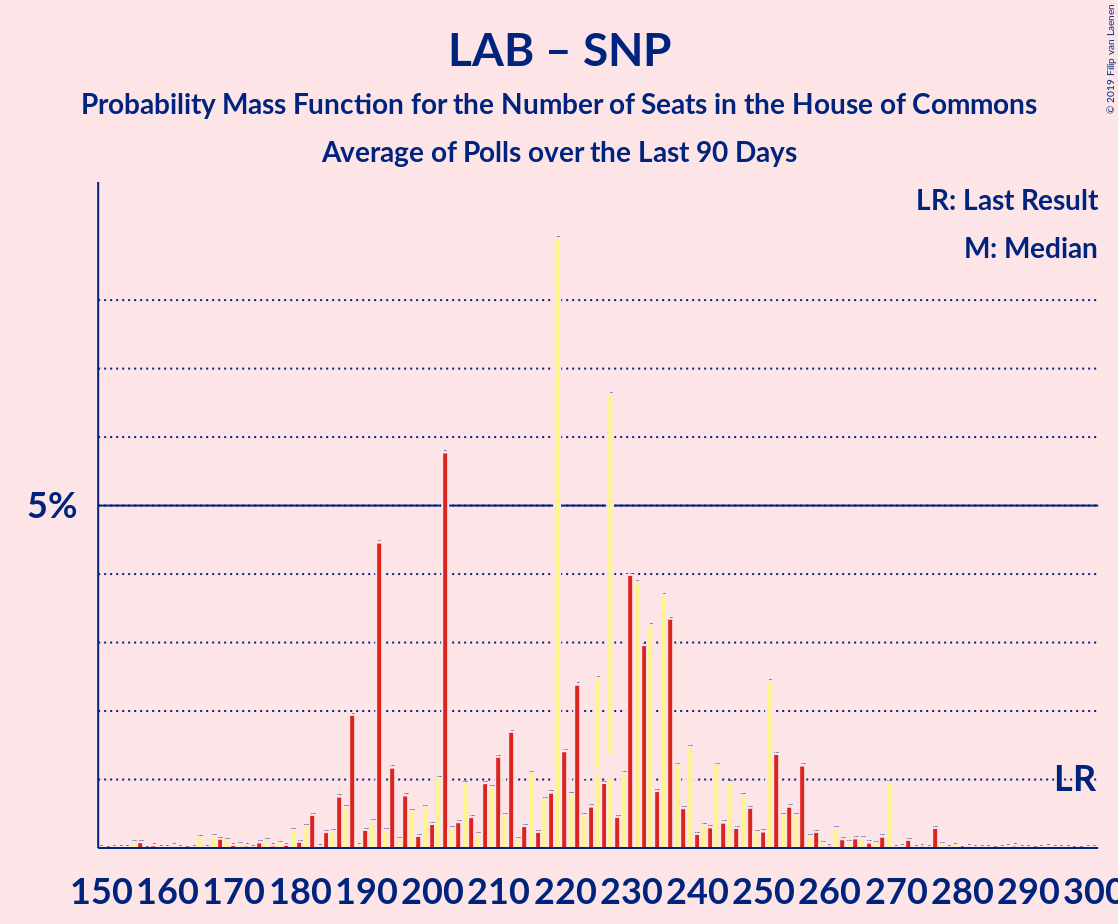 LAB – SNP
Probability Mass Function for the Number of Seats in the House of Commons
Average of Polls over the Last 90 Days
© 2019 Filip van Laenen
LR: Last Result
M: Median
5%
LR
150 160 170 180 190 200 210 220 230 240 250 260 270 280 290 300